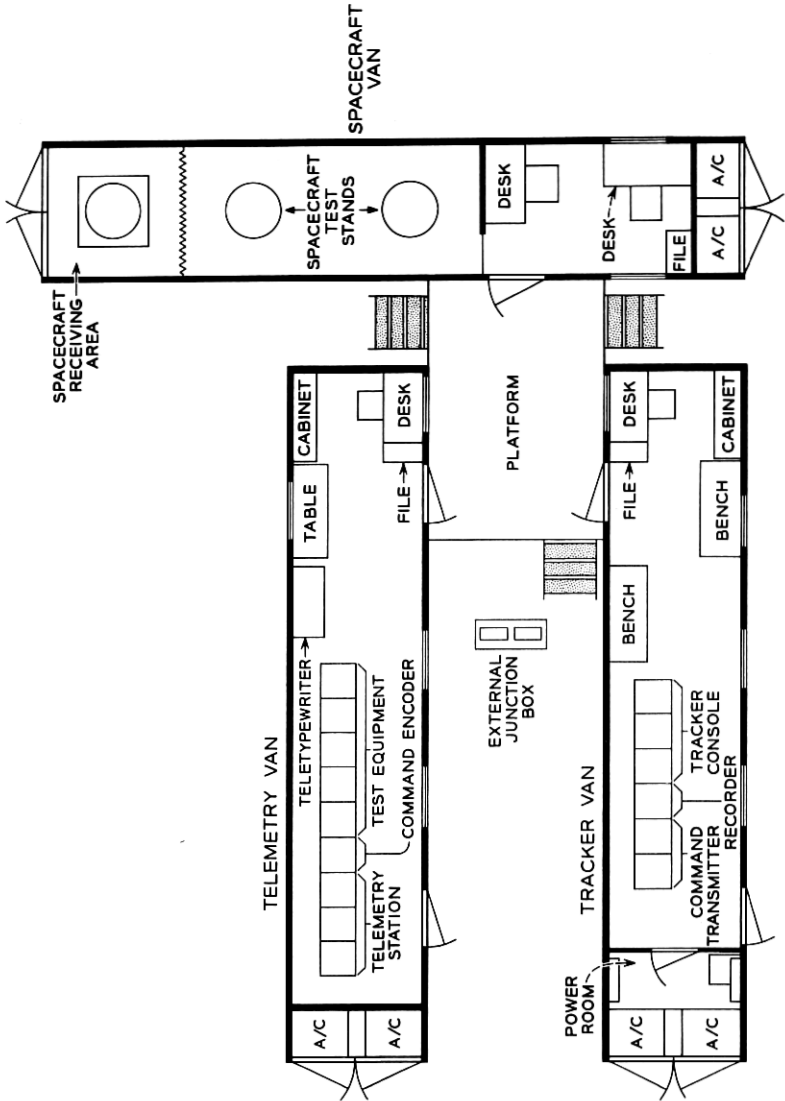 SPACECRAFT
VAN
SPACECRAFT
RECEIVING
AREA
SPACECRAFT
TEST
STANDS
DESK
DESK
FILE
A/C
A/C
TELEMETRY VAN
CABINET
TABLE
TELETYPEWRITER
DESK
FILE
TEST EQUIPMENT
COMMAND ENCODER
TELEMETRY
STATION
A/C
A/C
PLATFORM
EXTERNAL
JUNCTION
BOX
TRACKER VAN
DESK
FILE
CABINET
BENCH
BENCH
TRACKER
CONSOLE
RECORDER
COMMAND
TRANSMITTER
POWER
ROOM
A/C
A/C